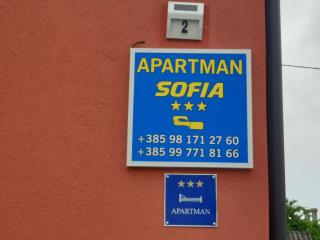 2
APARTMAN
SOFIA
★★★
+385 98 171 27 60
+385 99 771 81 66
★★★
APARTMAN